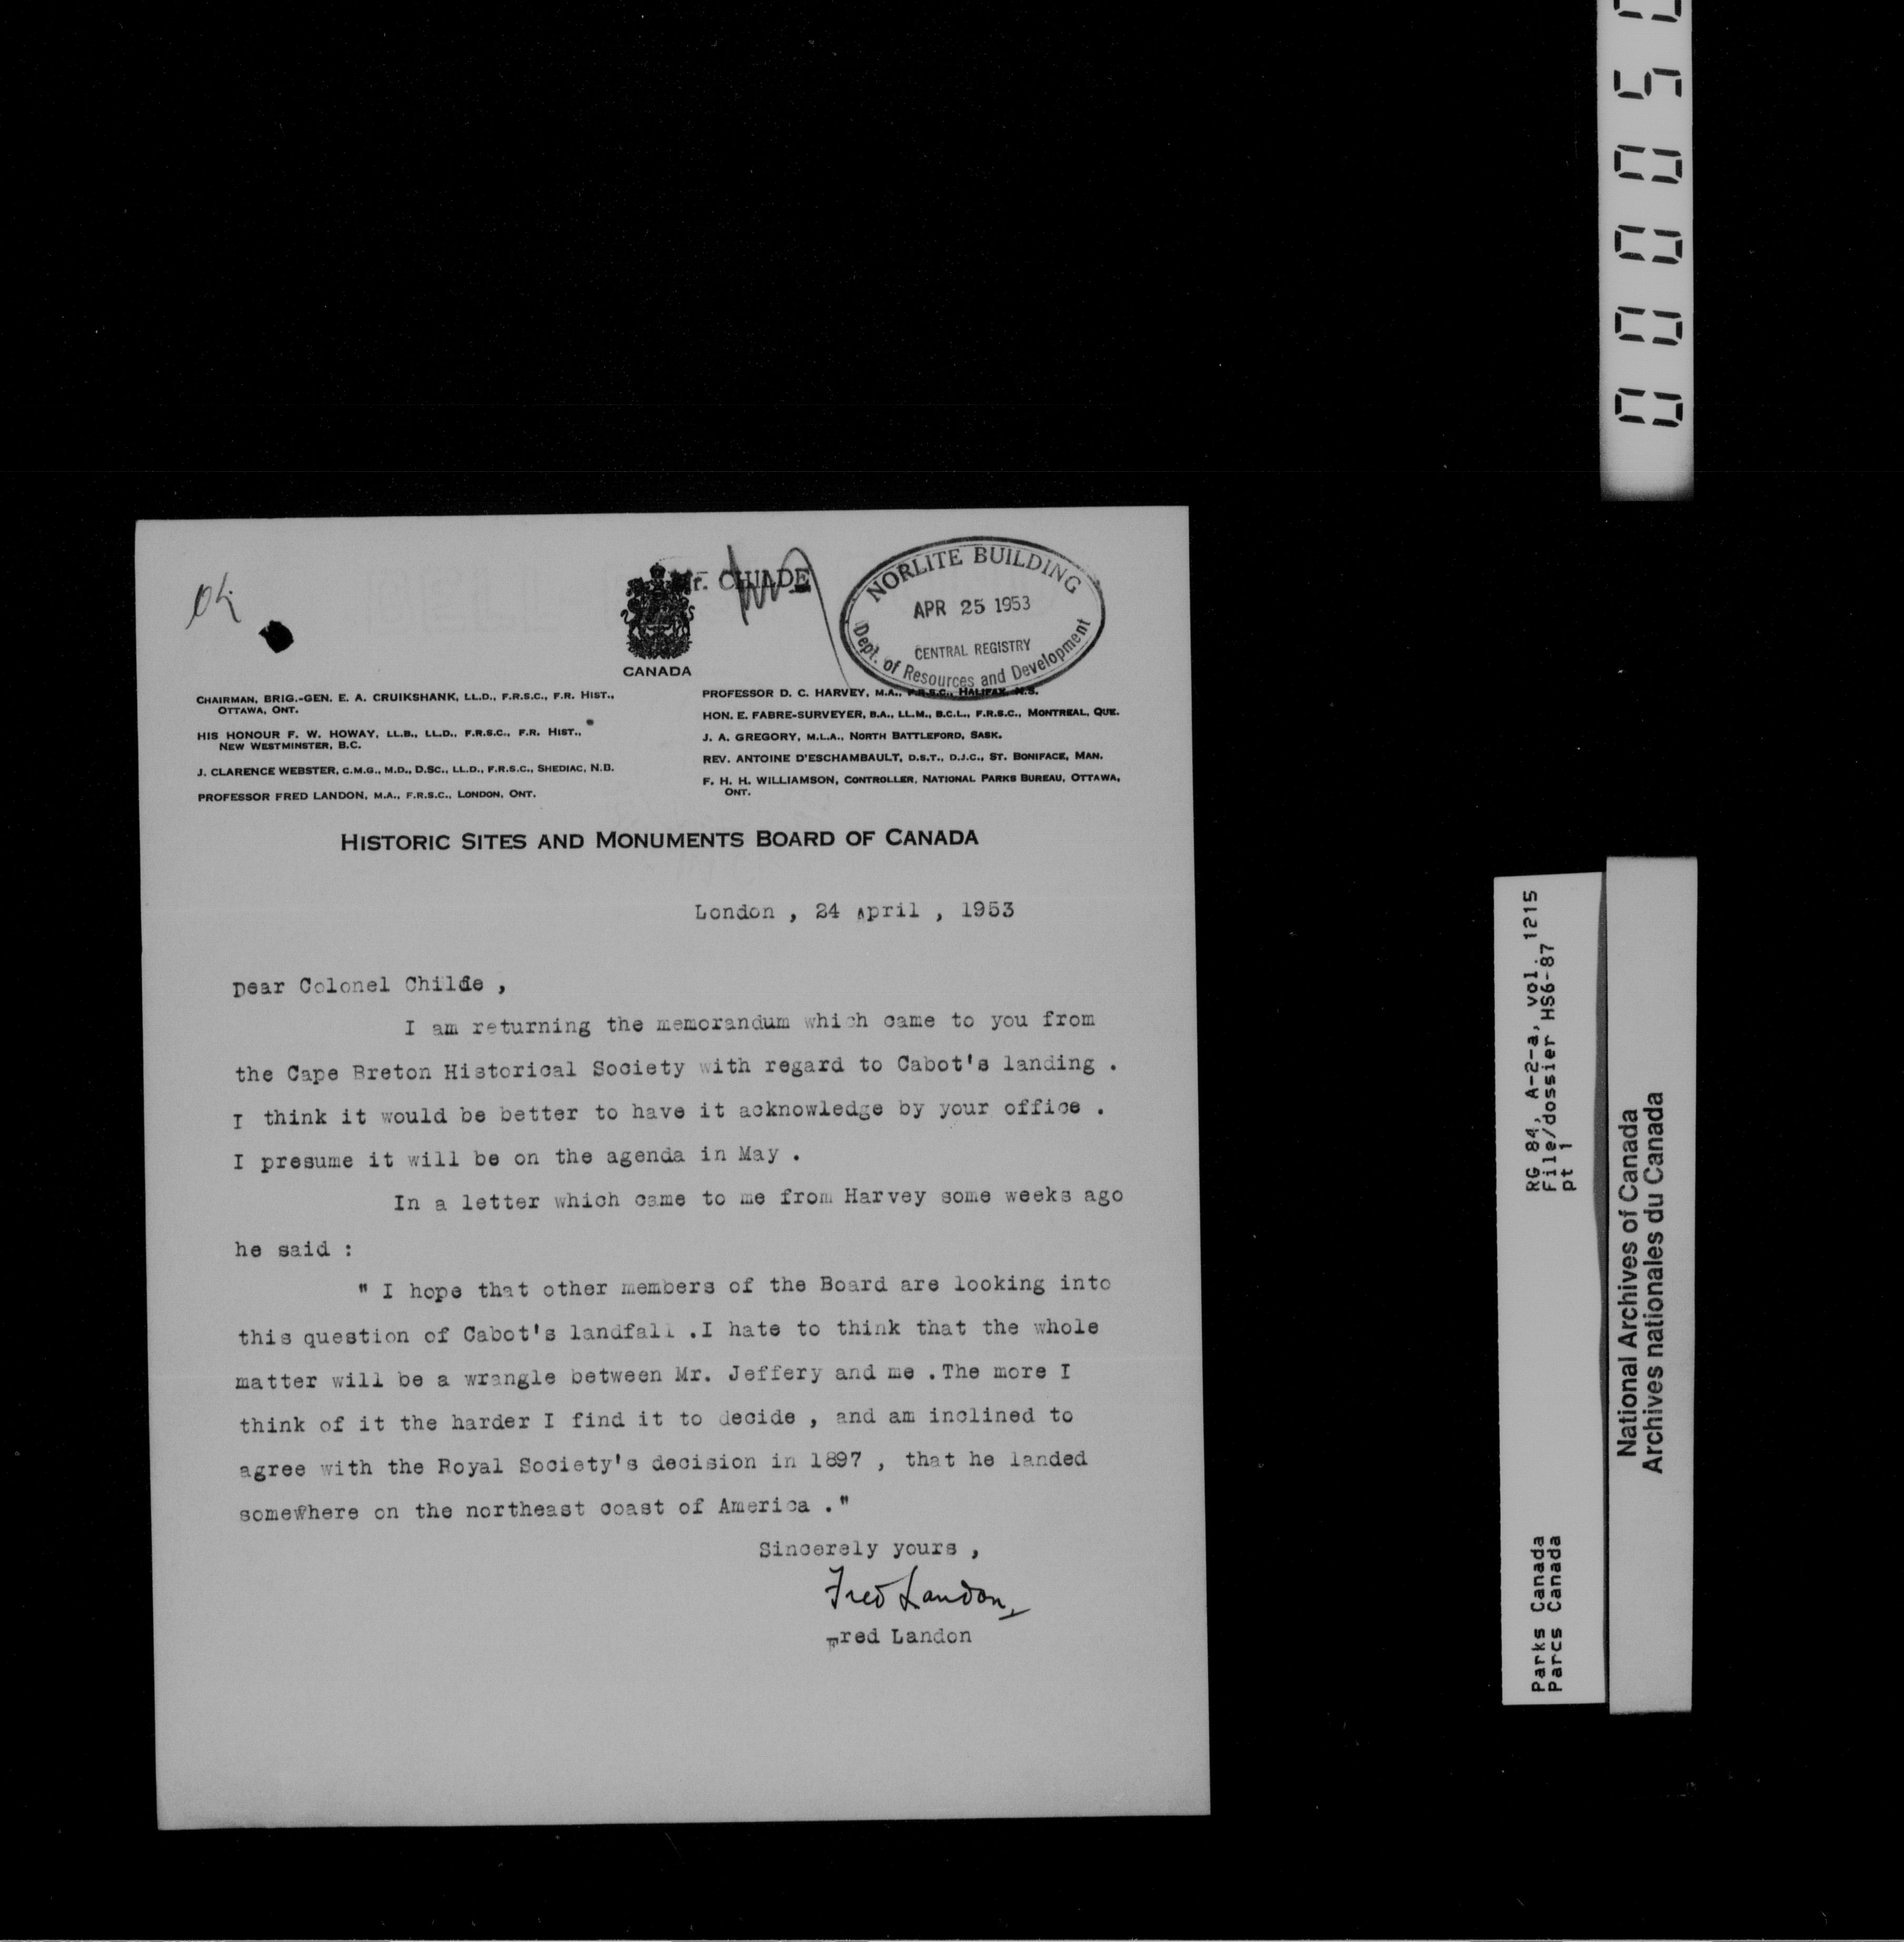 OK
Mr. CHILDE
NORLITE BUILDING
APR 25 1953
CENTRAL REGISTRY
Dept. of Resources and Development
CANADA
CHAIRMAN, BRIG.-GEN. E. A. CRUIKSHANK, LL.D., F.R.S.C., F.R. HIST.,
OTTAWA, ONT.
HIS HONOUR F. W. HOWAY, LL.B., LL.D., F.R.S.C., F.R. HIST.,
NEW WESTMINSTER, B.C.
J. CLARENCE WEBSTER, C.M.G., M.D., D.SC., LL.D., F.R.S.C., SHEDIAC, N.B.
PROFESSOR FRED LANDON, M.A., F.R.S.C., LONDON, ONT.
PROFESSOR D. C. HARVEY, M.A., F.R.S.C., HALIFAX, N.S.
HON. E. FABRE-SURVEYER, B.A., LL.M., B.C.L., F.R.S.C., MONTREAL, QUE.
J. A. GREGORY, M.L.A., NORTH BATTLEFORD, SASK.
REV. ANTOINE D'ESCHAMBAULT, D.S.T., D.J.C., ST. BONIFACE, MAN.
F. H. H. WILLIAMSON, CONTROLLER, NATIONAL PARKS BUREAU, OTTAWA,
ONT.
HISTORIC SITES AND MONUMENTS BOARD OF CANADA
London , 24 April , 1953
Dear Colonel Childe ,
I am returning the memorandum which came to you from
the Cape Breton Historical Society with regard to Cabot's landing .
I think it would be better to have it acknowledge by your office .
I presume it will be on the agenda in May .
In a letter which came to me from Harvey some weeks ago
he said :
" I hope that other members of the Board are looking into
this question of Cabot's landfall .I hate to think that the whole
matter will be a wrangle between Mr. Jeffery and me .The more I
think of it the harder I find it to decide , and am inclined to
agree with the Royal Society's decision in 1897 , that he landed
somewhere on the northeast coast of America ."
Sincerely yours ,
Fred Landon
Fred Landon
RG 84, A-2-a, vol. 1215
File/dossier HS6-87
pt 1
Parks Canada
Parcs Canada
National Archives of Canada
Archives nationales du Canada